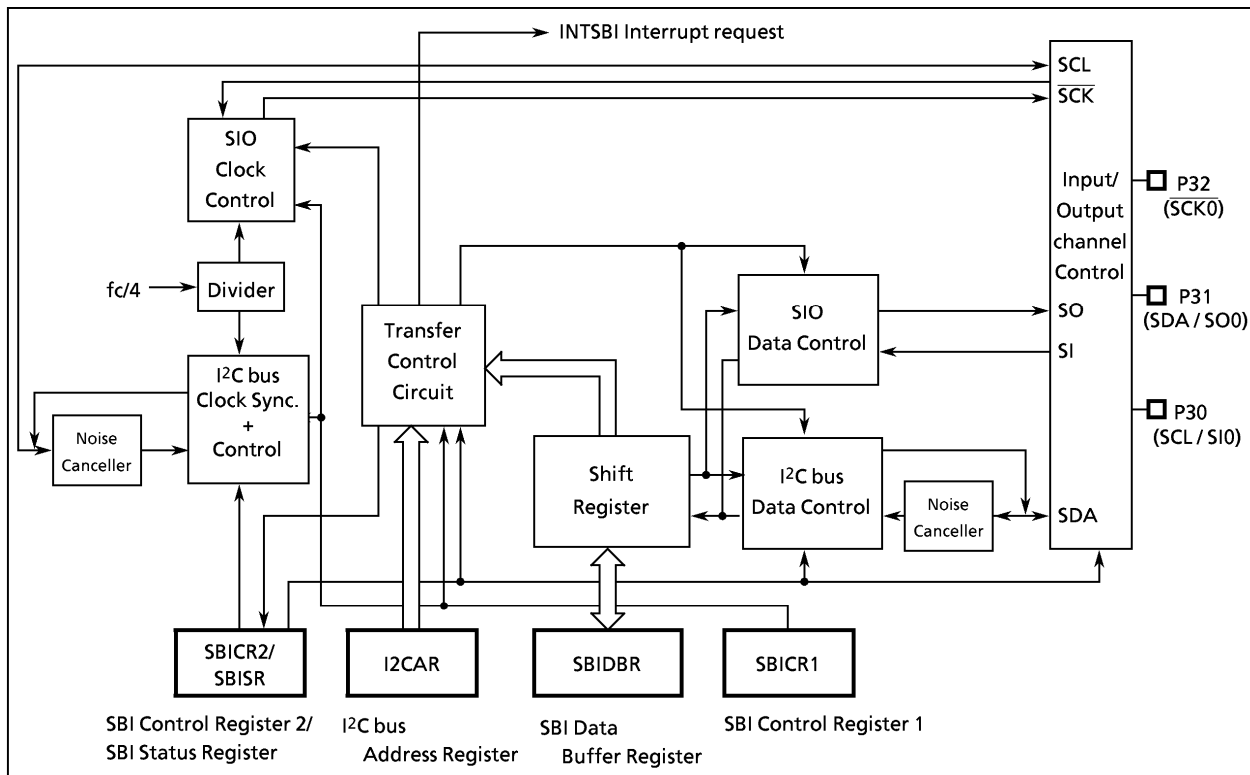 INTSBI Interrupt request
SCL
SCK
SIO
Clock
Control
Input/
Output
channel
Control
P32
(SCK0)
fc/4
Divider
Transfer
Control
Circuit
SIO
Data Control
SO
P31
(SDA / SO0)
SI
I²C bus
Clock Sync.
+
Control
Noise
Canceller
P30
(SCL / SI0)
Shift
Register
I²C bus
Data Control
Noise
Canceller
SDA
SBICR2/
SBISR
I2CAR
SBIDBR
SBICR1
SBI Control Register 2/
SBI Status Register
I²C bus
Address Register
SBI Data
Buffer Register
SBI Control Register 1